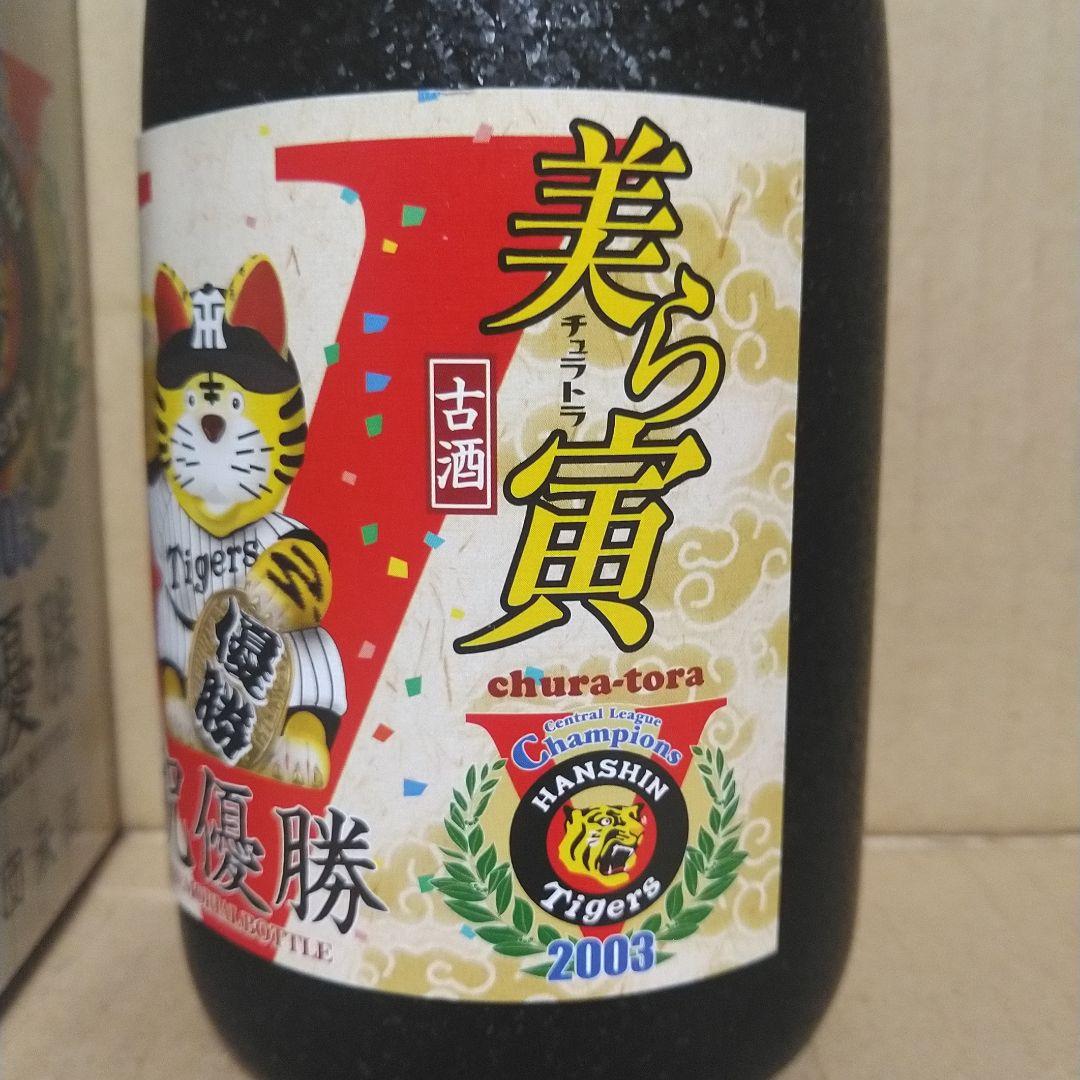 美ら寅
チュラトラ
古酒
chura-tora
Central League
Champions
HANSHIN
Tigers
2003
Tigers
優勝
優勝
BOTTLE